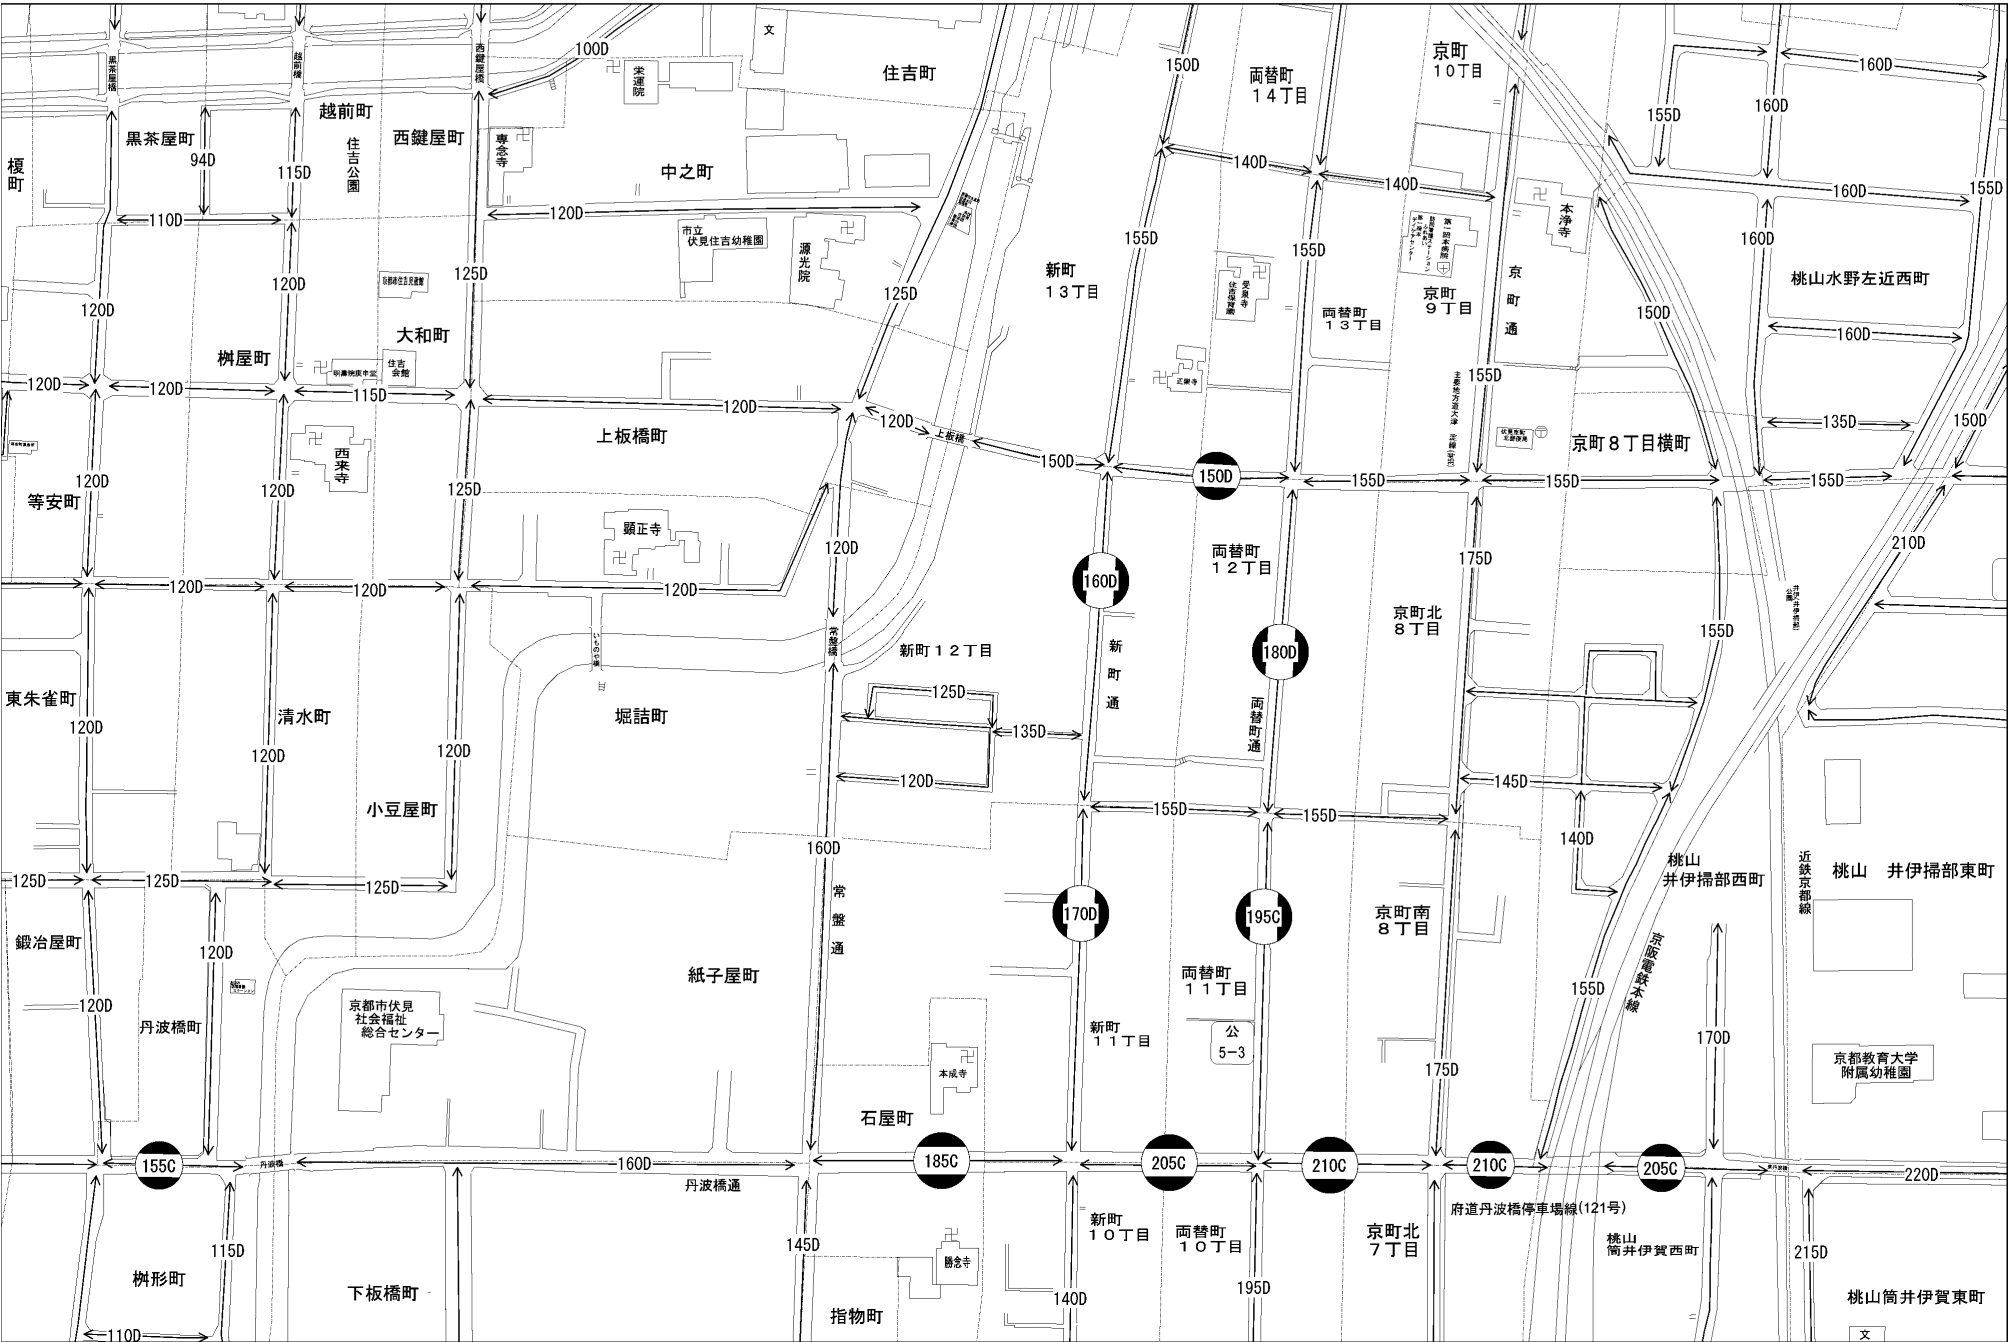 文
黒茶屋橋
越前橋
西鍵屋橋
100D
栄運院
住吉町
150D
両替町
14丁目
京町
10丁目
160D
160D
155D
越前町
黒茶屋町
94D
115D
住吉公園
西鍵屋町
専念寺
中之町
榎町
140D
140D
160D
155D
110D
120D
市立
伏見住吉幼稚園
源光院
155D
155D
本浄寺
160D
125D
120D
120D
125D
新町
13丁目
受泉寺
住吉保育園
両替町
13丁目
京町
9丁目
京町通
150D
桃山水野左近西町
160D
大和町
桝屋町
住吉会館
120D
120D
115D
120D
120D
上板橋
正覚寺
155D
135D
150D
上板橋町
西来寺
150D
150D
155D
155D
155D
京町8丁目横町
120D
120D
125D
等安町
顕正寺
120D
160D
両替町
12丁目
175D
210D
120D
120D
120D
180D
京町北
8丁目
155D
いものや橋
常盤橋
新町12丁目
新町通
東朱雀町
清水町
堀詰町
125D
135D
両替町通
120D
120D
120D
120D
145D
155D
155D
小豆屋町
160D
140D
125D
125D
125D
常盤通
170D
195C
京町南
8丁目
桃山
井伊掃部西町
近鉄京都線
桃山 井伊掃部東町
鍛冶屋町
120D
120D
丹波橋町
京都市伏見
社会福祉
総合センター
紙子屋町
両替町
11丁目
155D
京阪電鉄本線
新町
11丁目
公
5-3
170D
本成寺
175D
京都教育大学
附属幼稚園
石屋町
155C
丹波橋
160D
185C
205C
210C
210C
205C
220D
丹波橋通
府道丹波橋停車場線(121号)
115D
145D
新町
10丁目
両替町
10丁目
京町北
7丁目
桃山
筒井伊賀西町
215D
桝形町
下板橋町
勝念寺
指物町
140D
195D
桃山筒井伊賀東町
110D
文